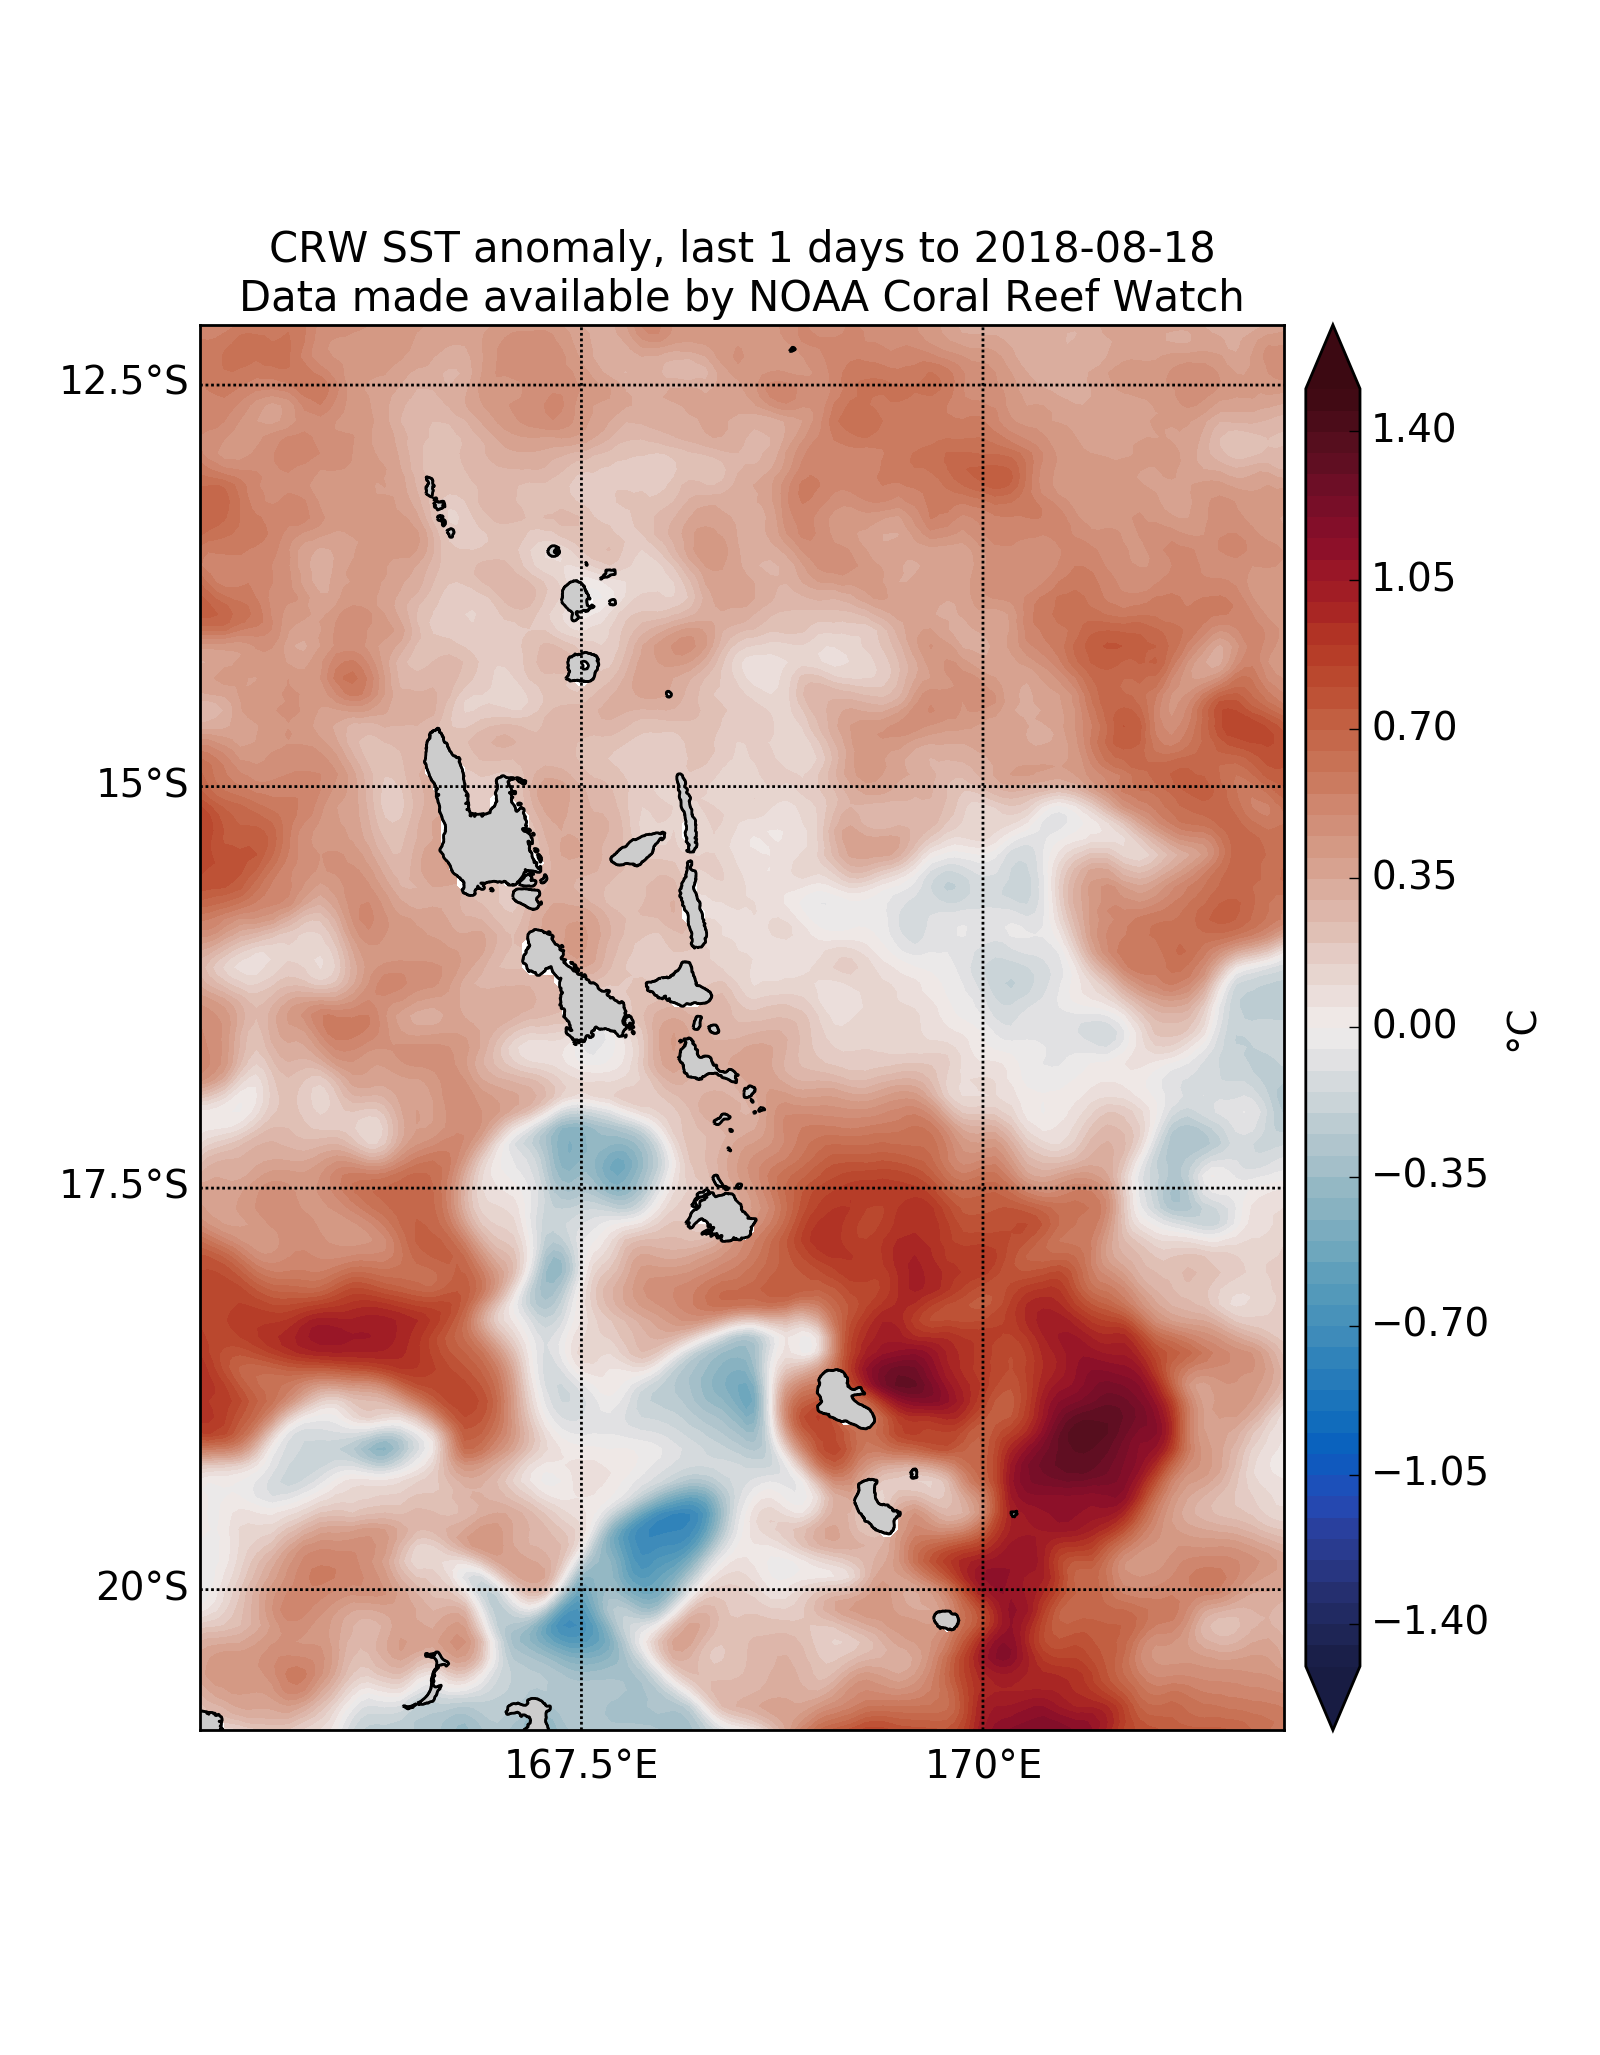 CRW SST anomaly, last 1 days to 2018-08-18
Data made available by NOAA Coral Reef Watch
12.5°S
15°S
17.5°S
20°S
167.5°E
170°E
1.40
1.05
0.70
0.35
0.00
−0.35
−0.70
−1.05
−1.40
°C